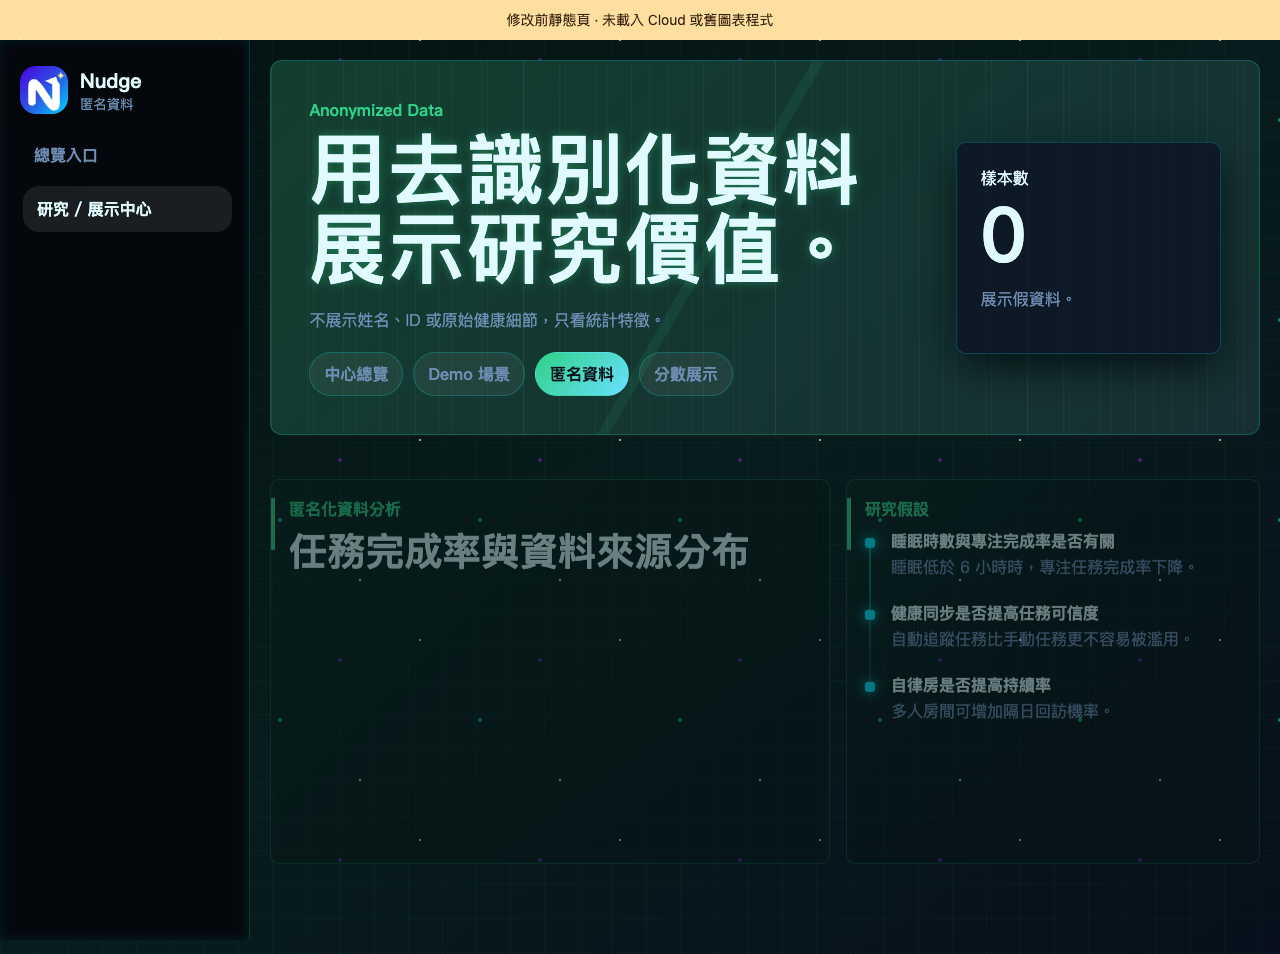 修改前靜態頁 · 未載入 Cloud 或舊圖表程式
Nudge
匿名資料
總覽入口
研究 / 展示中心
Anonymized Data
用去識別化資料
展示研究價值。
不展示姓名、ID 或原始健康細節，只看統計特徵。
中心總覽
Demo 場景
匿名資料
分數展示
樣本數
0
展示假資料。
匿名化資料分析
任務完成率與資料來源分布
研究假設
睡眠時數與專注完成率是否有關
睡眠低於 6 小時時，專注任務完成率下降。
健康同步是否提高任務可信度
自動追蹤任務比手動任務更不容易被濫用。
自律房是否提高持續率
多人房間可增加隔日回訪機率。